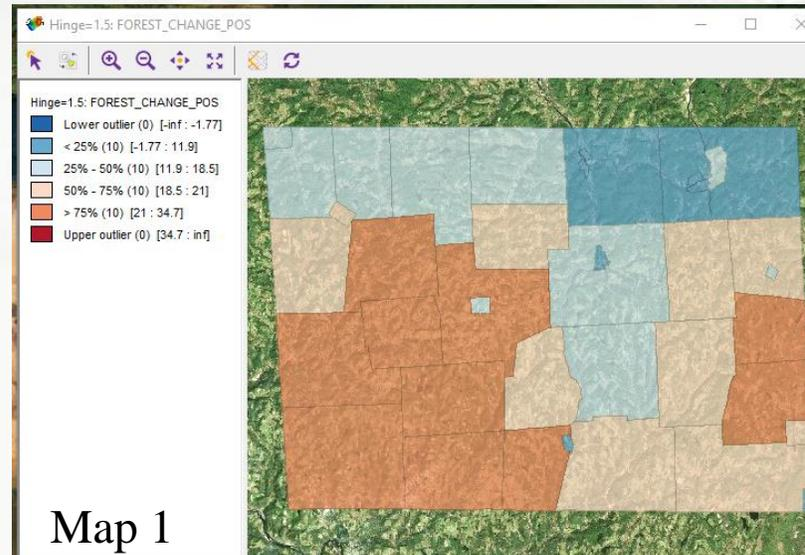 Hinge=1.5: FOREST_CHANGE_POS
Hinge=1.5: FOREST_CHANGE_POS
Lower outlier (0) [-inf : -1.77]
< 25% (10) [-1.77 : 11.9]
25% - 50% (10) [11.9 : 18.5]
50% - 75% (10) [18.5 : 21]
> 75% (10) [21 : 34.7]
Upper outlier (0) [34.7 : inf]
Map 1